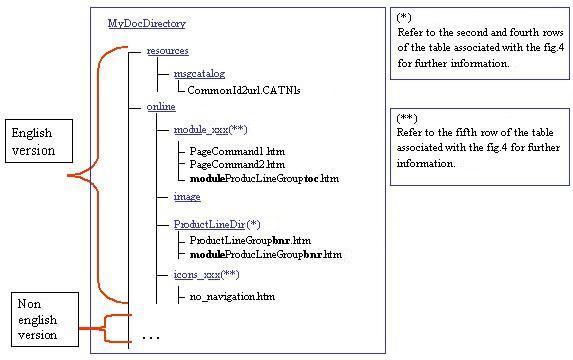 MyDocDirectory
resources
msgcatalog
CommonId2url.CATNls
online
module_xxx(**)
PageCommand1.htm
PageCommand2.htm
moduleProducLineGrouptoc.htm
image
ProductLineDir(*)
ProductLineGroupbnr.htm
moduleProducLineGroupbnr.htm
icons_xxx(**)
no_navigation.htm
...
English
version
Non
english
version
(*)
Refer to the second and fourth rows
of the table associated with the fig.4
for further information.
(**)
Refer to the fifth row of the table
associated with the fig.4 for further
information.